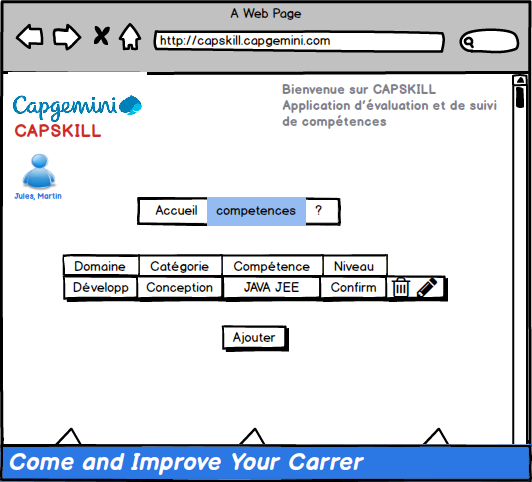 A Web Page
http://capskill.capgemini.com
Capgemini
CAPSKILL
Bienvenue sur CAPSKILL
Application d'évaluation et de suivi
de compétences
Jules, Martin
Accueil competences ?
Domaine Catégorie Compétence Niveau
Développ Conception JAVA JEE Confirm
Ajouter
Come and Improve Your Carrer